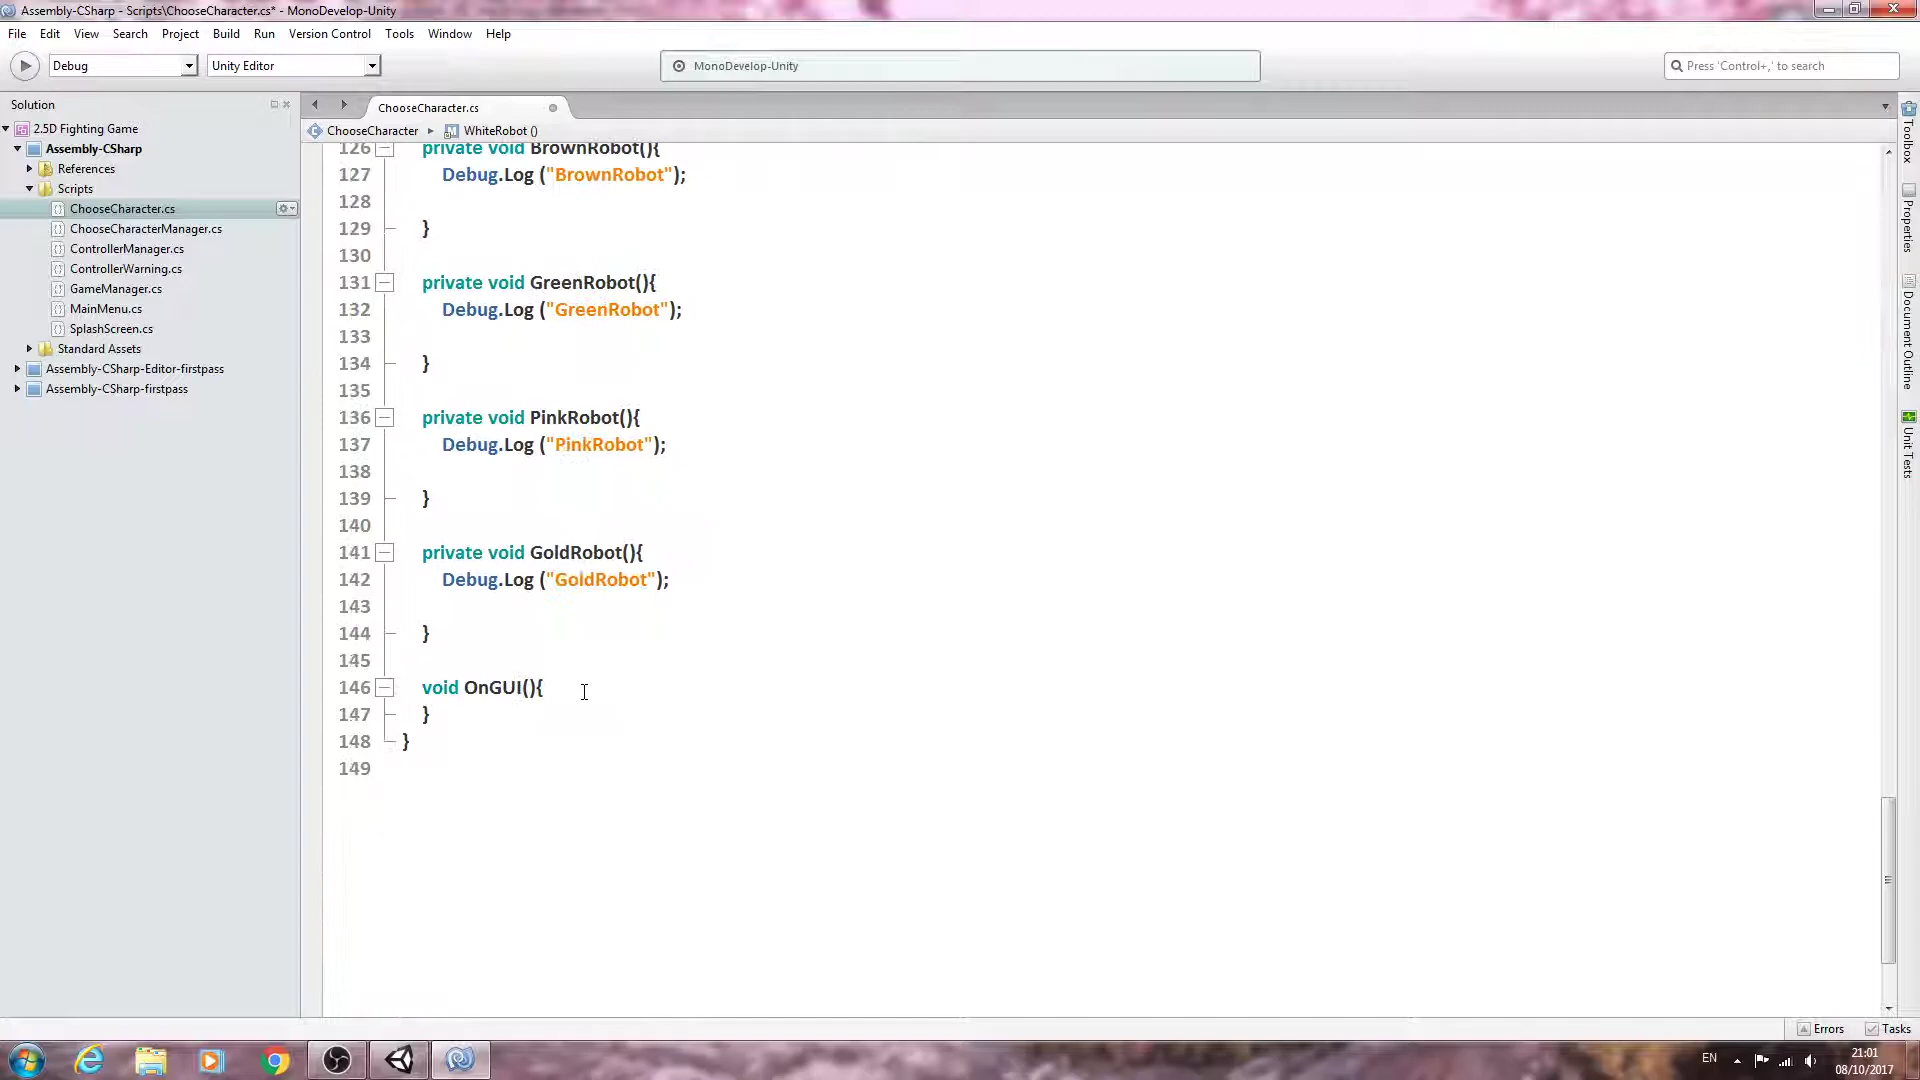 Assembly-CSharp - Scripts\ChooseCharacter.cs* - MonoDevelop-Unity
File Edit View Search Project Build Run Version Control Tools Window Help
Debug Unity Editor MonoDevelop-Unity Press 'Control+,' to search
Solution
2.5D Fighting Game
Assembly-CSharp
References
Scripts
ChooseCharacter.cs
ChooseCharacterManager.cs
ControllerManager.cs
ControllerWarning.cs
GameManager.cs
MainMenu.cs
SplashScreen.cs
Standard Assets
Assembly-CSharp-Editor-firstpass
Assembly-CSharp-firstpass
ChooseCharacter.cs
ChooseCharacter WhiteRobot ()
126 private void BrownRobot(){
127 Debug.Log ("BrownRobot");
128
129 }
130
131 private void GreenRobot(){
132 Debug.Log ("GreenRobot");
133
134 }
135
136 private void PinkRobot(){
137 Debug.Log ("PinkRobot");
138
139 }
140
141 private void GoldRobot(){
142 Debug.Log ("GoldRobot");
143
144 }
145
146 void OnGUI(){
147 }
148 }
149
Toolbox
Properties
Document Outline
Unit Tests
Errors Tasks
EN 21:01
08/10/2017